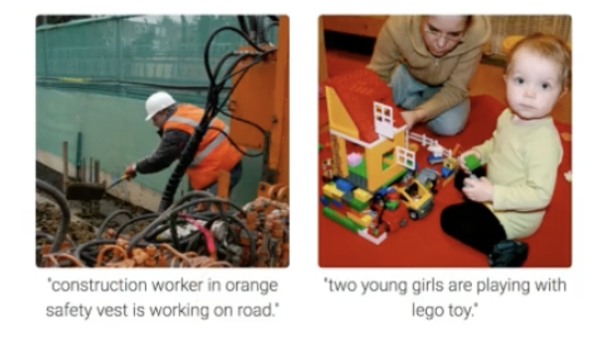 "construction worker in orange
safety vest is working on road."
"two young girls are playing with
lego toy."